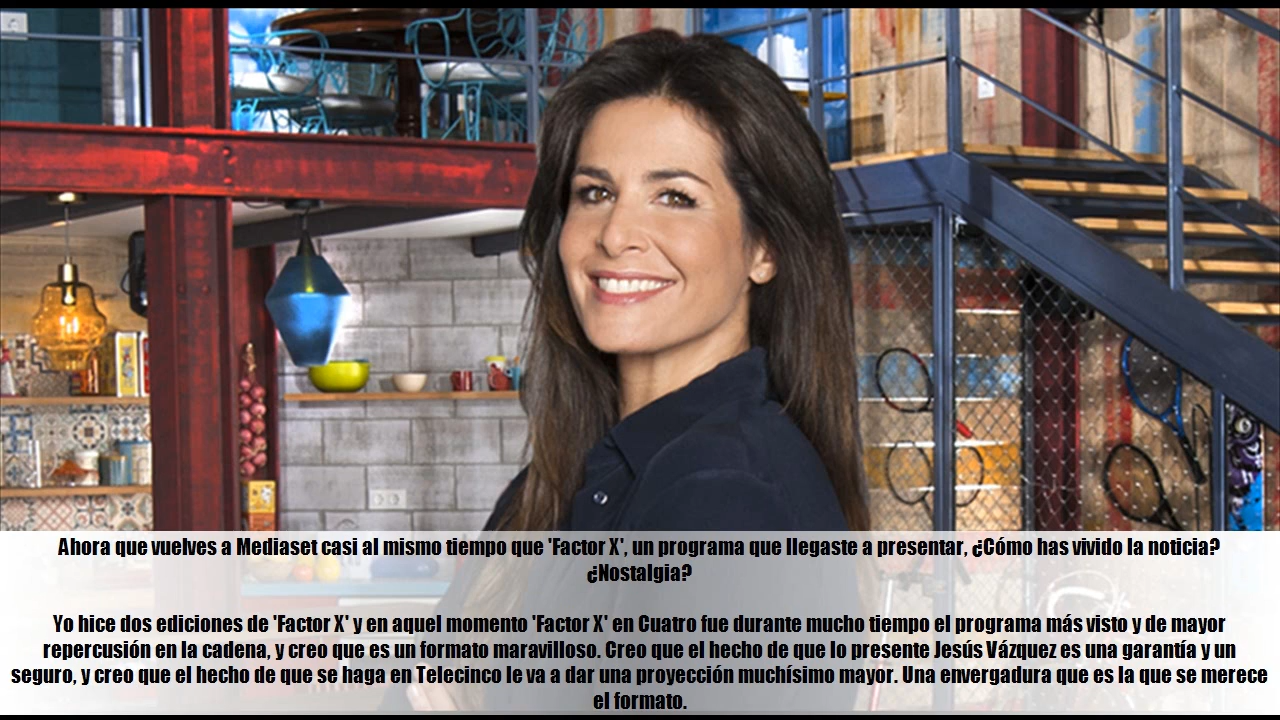 Ahora que vuelves a Mediaset casi al mismo tiempo que 'Factor X', un programa que llegaste a presentar, ¿Cómo has vivido la noticia?
¿Nostalgia?
Yo hice dos ediciones de 'Factor X' y en aquel momento 'Factor X' en Cuatro fue durante mucho tiempo el programa más visto y de mayor
repercusión en la cadena, y creo que es un formato maravilloso. Creo que el hecho de que lo presente Jesús Vázquez es una garantía y un
seguro, y creo que el hecho de que se haga en Telecinco le va a dar una proyección muchísimo mayor. Una envergadura que es la que se merece
el formato.